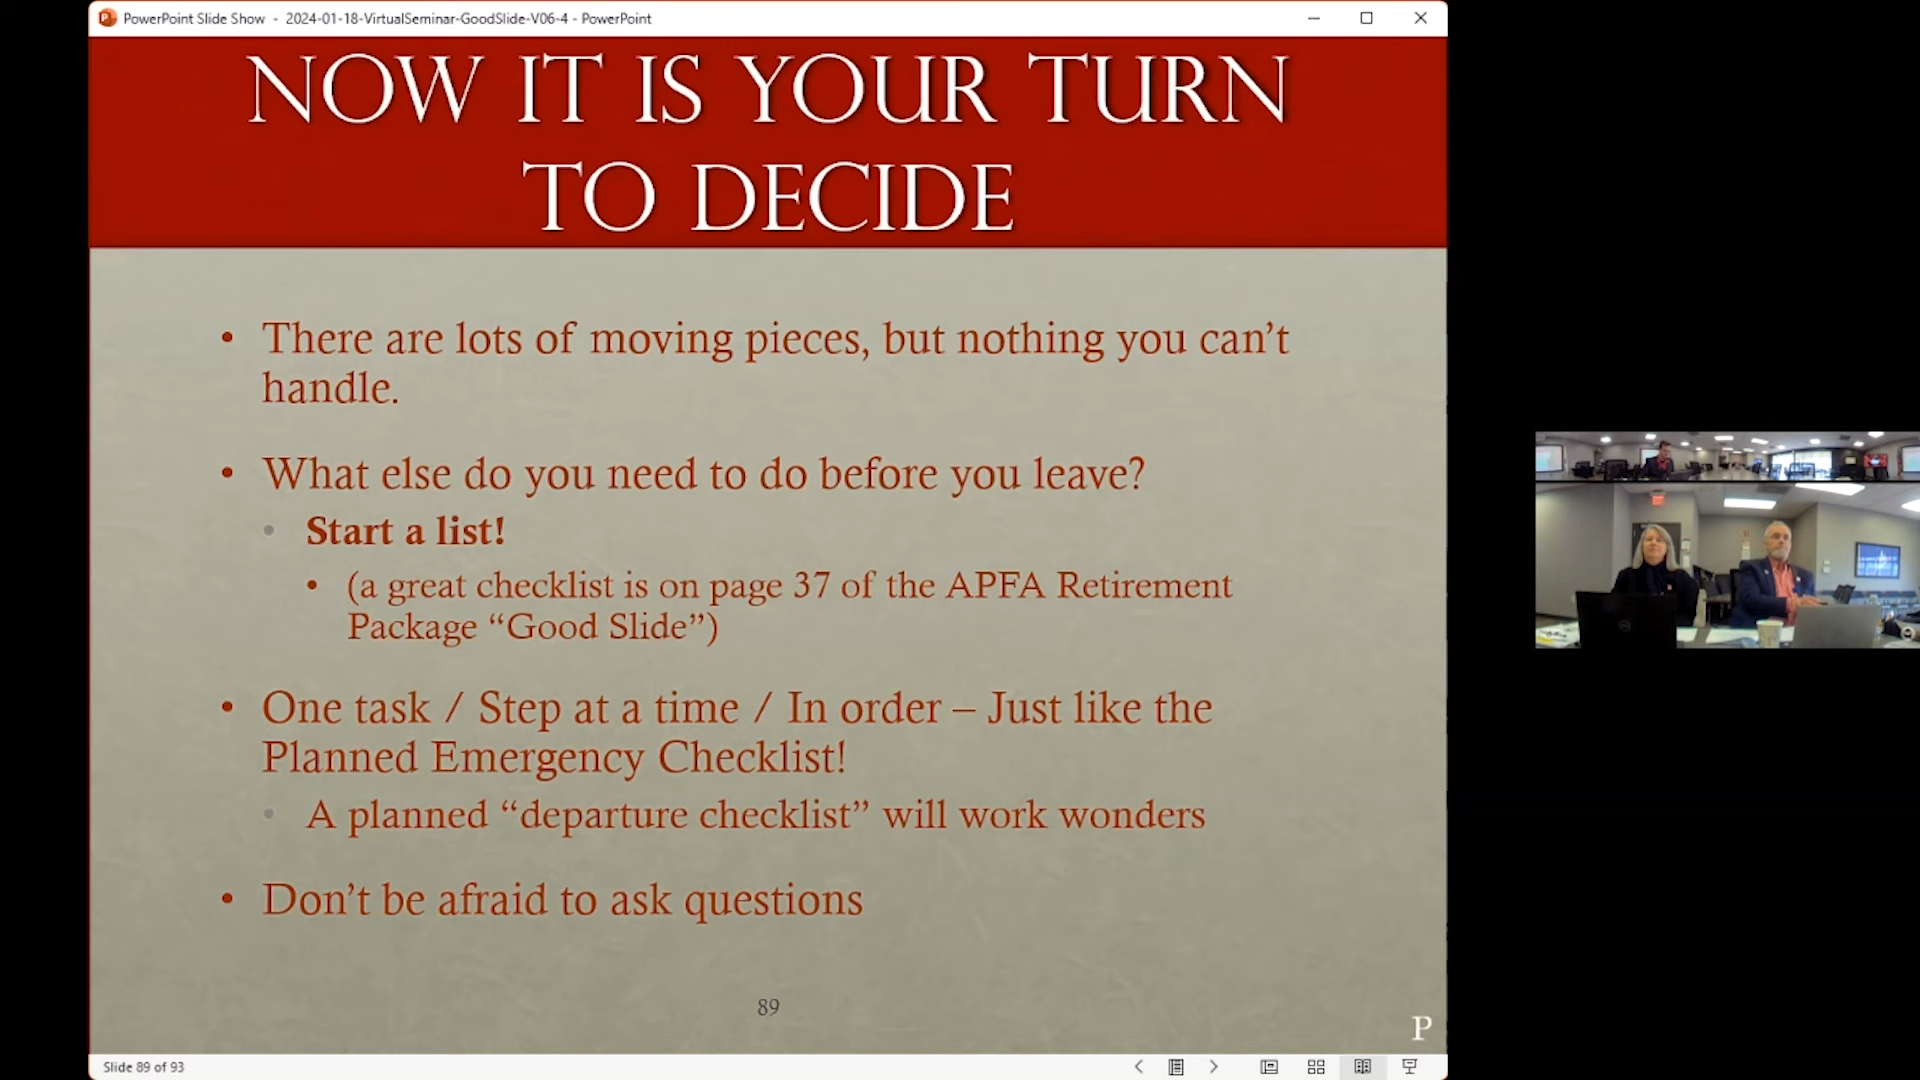 PowerPoint Slide Show - 2024-01-18-VirtualSeminar-GoodSlide-V06-4 - PowerPoint
NOW IT IS YOUR TURN
TO DECIDE
• There are lots of moving pieces, but nothing you can’t
handle.
• What else do you need to do before you leave?
• Start a list!
• (a great checklist is on page 37 of the APFA Retirement
Package “Good Slide”)
• One task / Step at a time / In order – Just like the
Planned Emergency Checklist!
• A planned “departure checklist” will work wonders
• Don’t be afraid to ask questions
89
P
Slide 89 of 93